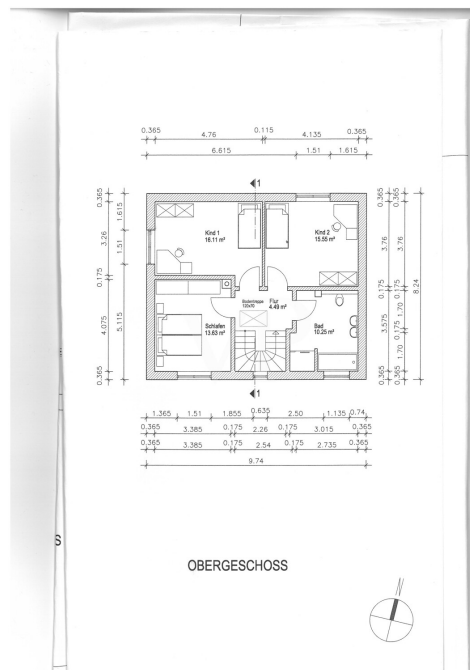 0.365 4.76 0.115 4.135 0.365
6.615 1.51 1.615
1
0.365 3.26 0.175 4.075 0.365
1.615 1.51 5.115
Kind 1
16.11 m²
Kind 2
15.55 m²
Bodentreppe
120x70
Flur
4.49 m²
Schlafen
13.63 m²
Bad
10.25 m²
0.365 3.76 0.175 3.575 0.365
0.365 3.76 0.175 1.70 0.175 1.70 0.365
8.24
1
1.365 1.51 1.855 0.635 2.50 1.135 0.74
0.365 3.385 0.175 2.26 0.175 3.015 0.365
0.365 3.385 0.175 2.54 0.175 2.735 0.365
9.74
S
OBERGESCHOSS
N